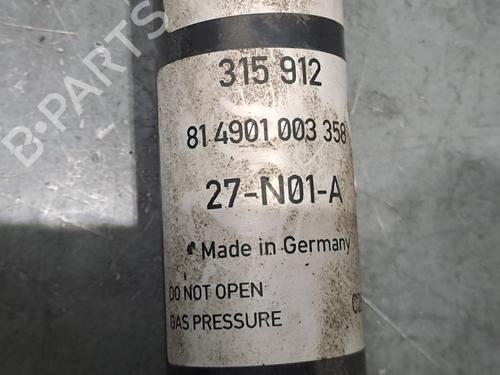 B-PARTS
315 912
81 4901 003 358
27-N01-A
Made in Germany
DO NOT OPEN
GAS PRESSURE